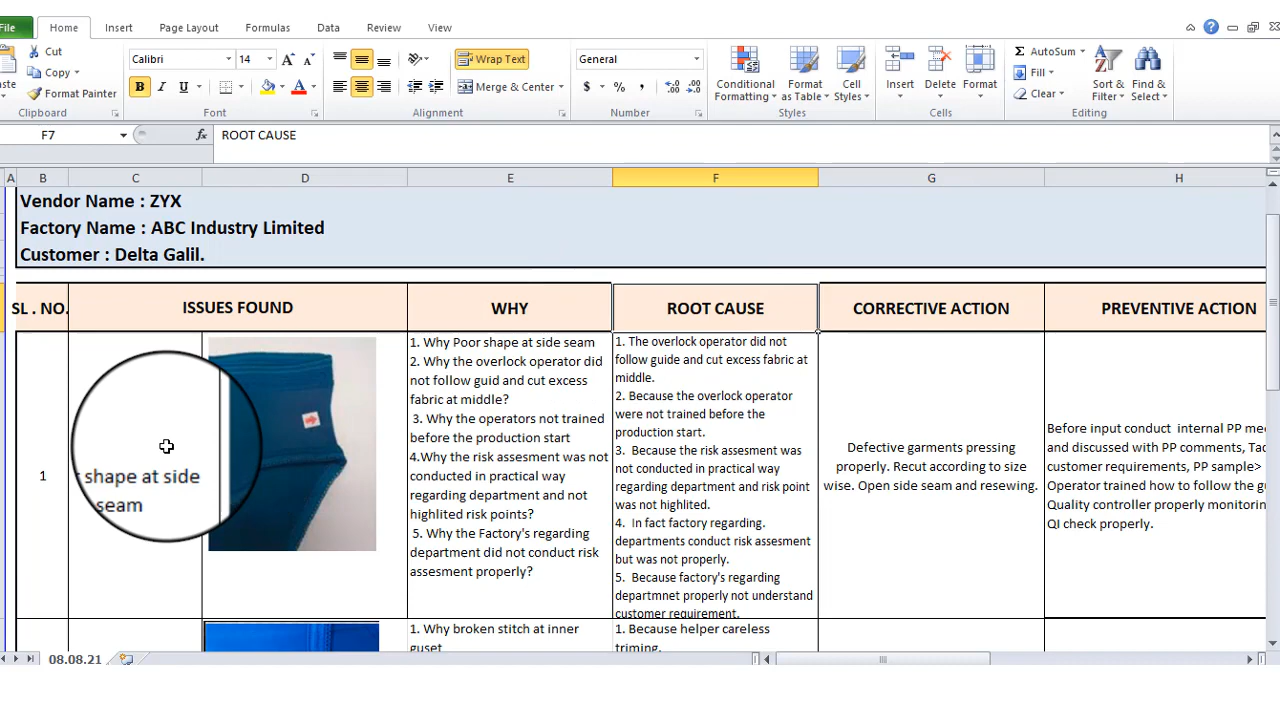 File Home Insert Page Layout Formulas Data Review View
Cut
Copy
Format Painter
Clipboard
Calibri 14 A A
B I U A
Font
Wrap Text
Merge & Center
Alignment
General
$ % ,
Number
Conditional Formatting
Format as Table
Cell Styles
Styles
Insert Delete Format
Cells
Σ AutoSum
Fill
Clear
Sort & Filter
Find & Select
Editing
F7 fx ROOT CAUSE
A B C D E F G H
Vendor Name : ZYX
Factory Name : ABC Industry Limited
Customer : Delta Galil.
SL . NO. ISSUES FOUND WHY ROOT CAUSE CORRECTIVE ACTION PREVENTIVE ACTION
1
shape at side
seam
1. Why Poor shape at side seam
2. Why the overlock operator did
not follow guid and cut excess
fabric at middle?
3. Why the operators not trained
before the production start
4.Why the risk assesment was not
conducted in practical way
regarding department and not
highlited risk points?
5. Why the Factory's regarding
department did not conduct risk
assesment properly?
1. The overlock operator did not
follow guide and cut excess fabric at
middle.
2. Because the overlock operator
were not trained before the
production start.
3. Because the risk assesment was
not conducted in practical way
regarding department and risk point
was not highlited.
4. In fact factory regarding.
departments conduct risk assesment
but was not properly.
5. Because factory's regarding
departmnet properly not understand
customer requirement.
Defective garments pressing
properly. Recut according to size
wise. Open side seam and resewing.
Before input conduct internal PP
and discussed with PP comments,
customer requirements, PP sample>
Operator trained how to follow the
Quality controller properly
QI check properly.
1. Why broken stitch at inner
guset
1. Because helper careless
triming.
08.08.21